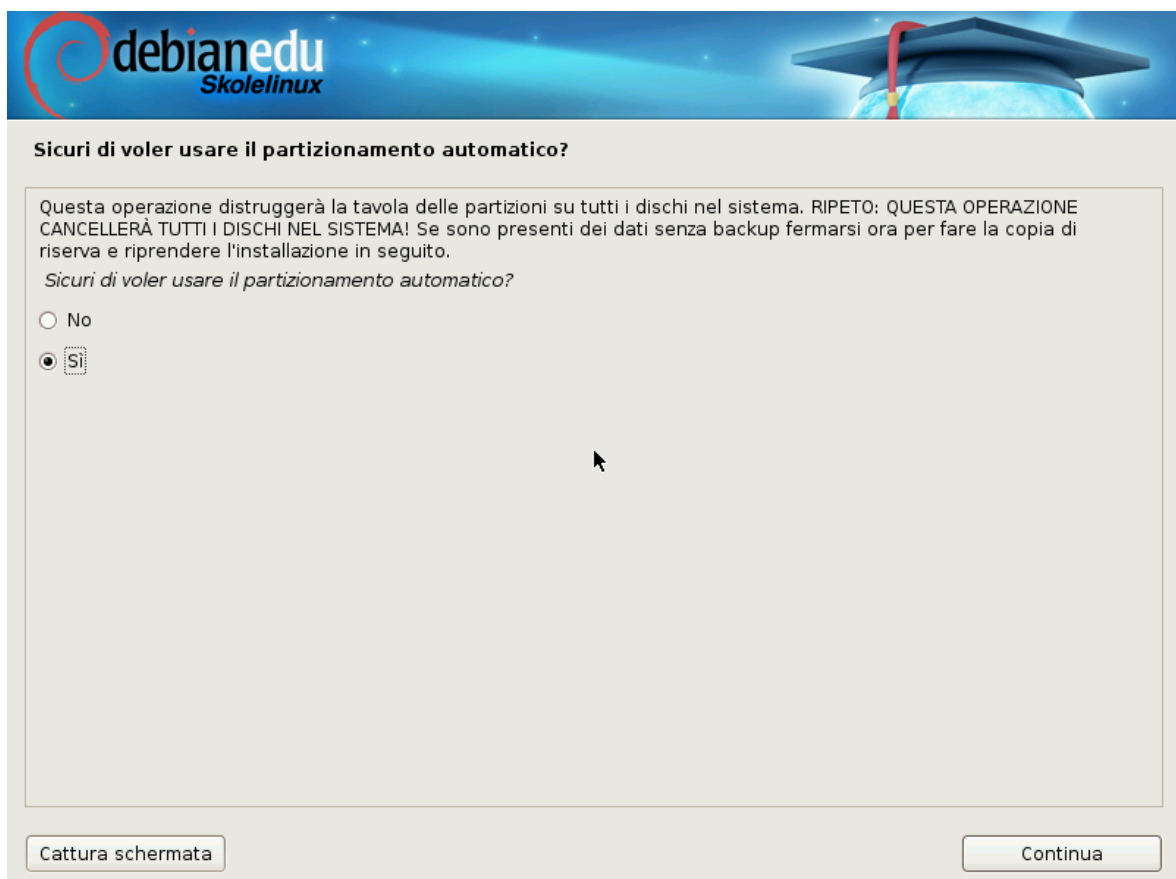 debianedu
Skolelinux
Sicuri di voler usare il partizionamento automatico?
Questa operazione distruggerà la tavola delle partizioni su tutti i dischi nel sistema. RIPETO: QUESTA OPERAZIONE
CANCELLERÀ TUTTI I DISCHI NEL SISTEMA! Se sono presenti dei dati senza backup fermarsi ora per fare la copia di
riserva e riprendere l'installazione in seguito.
Sicuri di voler usare il partizionamento automatico?
No
Sì
Cattura schermata
Continua